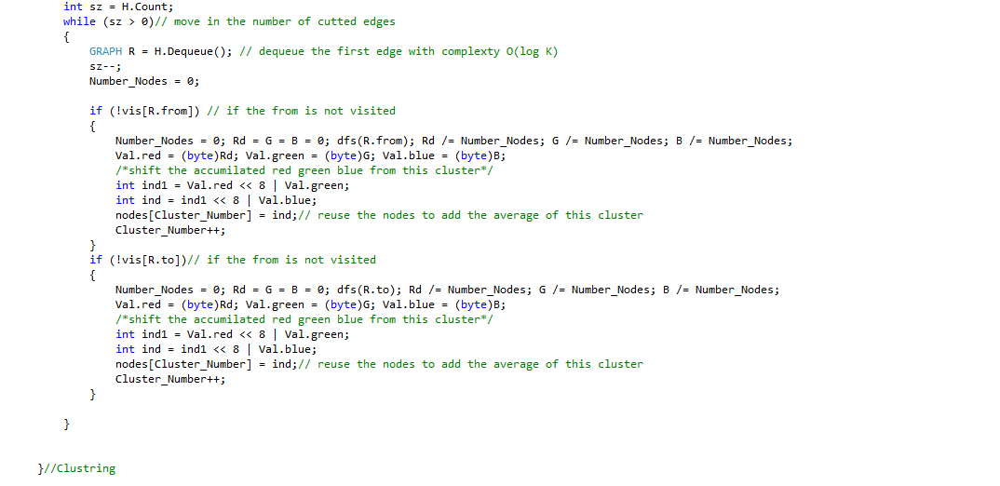 int sz = H.Count;
while (sz > 0)// move in the number of cutted edges
{
GRAPH R = H.Dequeue(); // dequeue the first edge with complexty O(log K)
sz--;
Number_Nodes = 0;
if (!vis[R.from]) // if the from is not visited
{
Number_Nodes = 0; Rd = G = B = 0; dfs(R.from); Rd /= Number_Nodes; G /= Number_Nodes; B /= Number_Nodes;
Val.red = (byte)Rd; Val.green = (byte)G; Val.blue = (byte)B;
/*shift the accumilated red green blue from this cluster*/
int ind1 = Val.red << 8 | Val.green;
int ind = ind1 << 8 | Val.blue;
nodes[Cluster_Number] = ind;// reuse the nodes to add the average of this cluster
Cluster_Number++;
}
if (!vis[R.to])// if the from is not visited
{
Number_Nodes = 0; Rd = G = B = 0; dfs(R.to); Rd /= Number_Nodes; G /= Number_Nodes; B /= Number_Nodes;
Val.red = (byte)Rd; Val.green = (byte)G; Val.blue = (byte)B;
/*shift the accumilated red green blue from this cluster*/
int ind1 = Val.red << 8 | Val.green;
int ind = ind1 << 8 | Val.blue;
nodes[Cluster_Number] = ind;// reuse the nodes to add the average of this cluster
Cluster_Number++;
}
}
}//Clustring